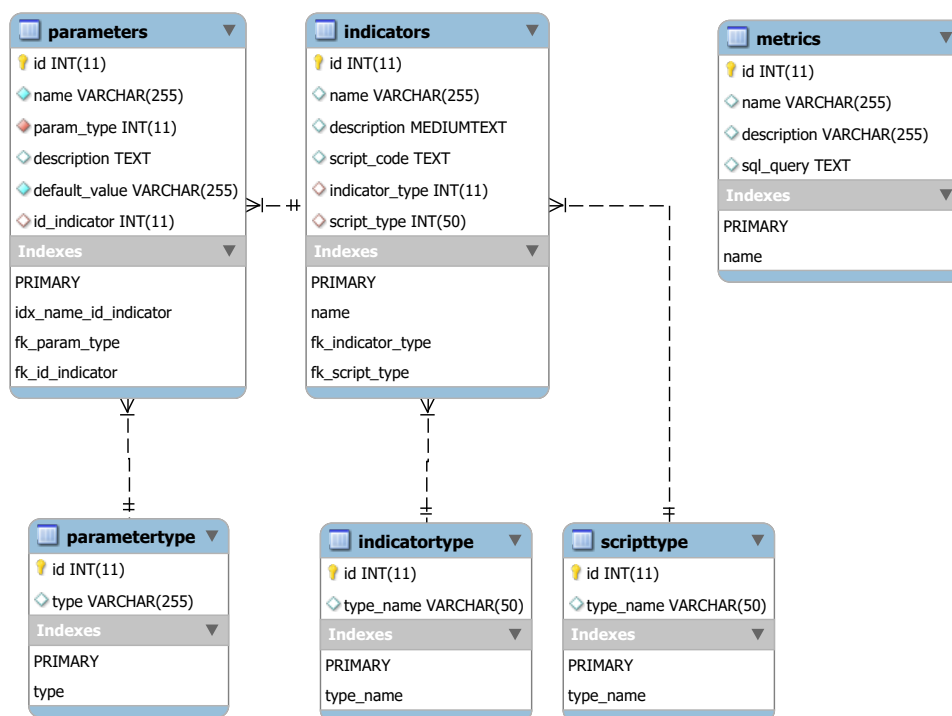 parameters
id INT(11)
name VARCHAR(255)
param_type INT(11)
description TEXT
default_value VARCHAR(255)
id_indicator INT(11)
Indexes
PRIMARY
idx_name_id_indicator
fk_param_type
fk_id_indicator
indicators
id INT(11)
name VARCHAR(255)
description MEDIUMTEXT
script_code TEXT
indicator_type INT(11)
script_type INT(50)
Indexes
PRIMARY
name
fk_indicator_type
fk_script_type
metrics
id INT(11)
name VARCHAR(255)
description VARCHAR(255)
sql_query TEXT
Indexes
PRIMARY
name
parametertype
id INT(11)
type VARCHAR(255)
Indexes
PRIMARY
type
indicatortype
id INT(11)
type_name VARCHAR(50)
Indexes
PRIMARY
type_name
scripttype
id INT(11)
type_name VARCHAR(50)
Indexes
PRIMARY
type_name